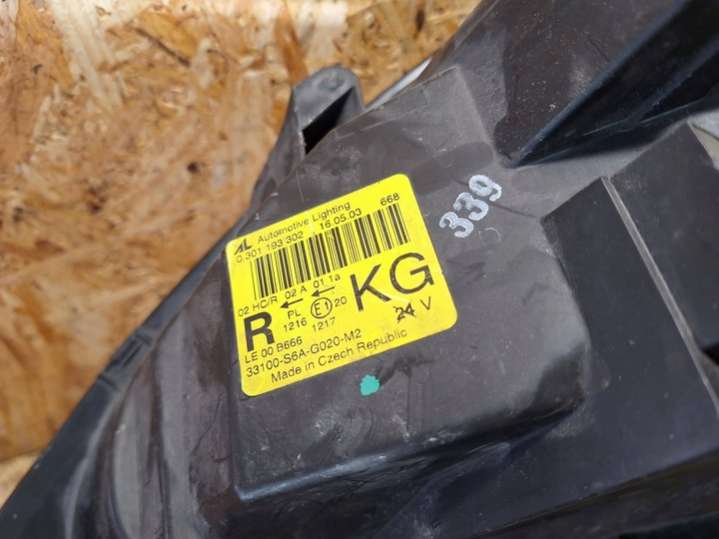 AL Automotive Lighting
0 301 193 302 16.05.03 668
02 HC/R 02 A 01 1a
R PL E1 20 KG
1216 1217 24 V
LE 00 B666
33100-S6A-G020-M2
Made in Czech Republic
339